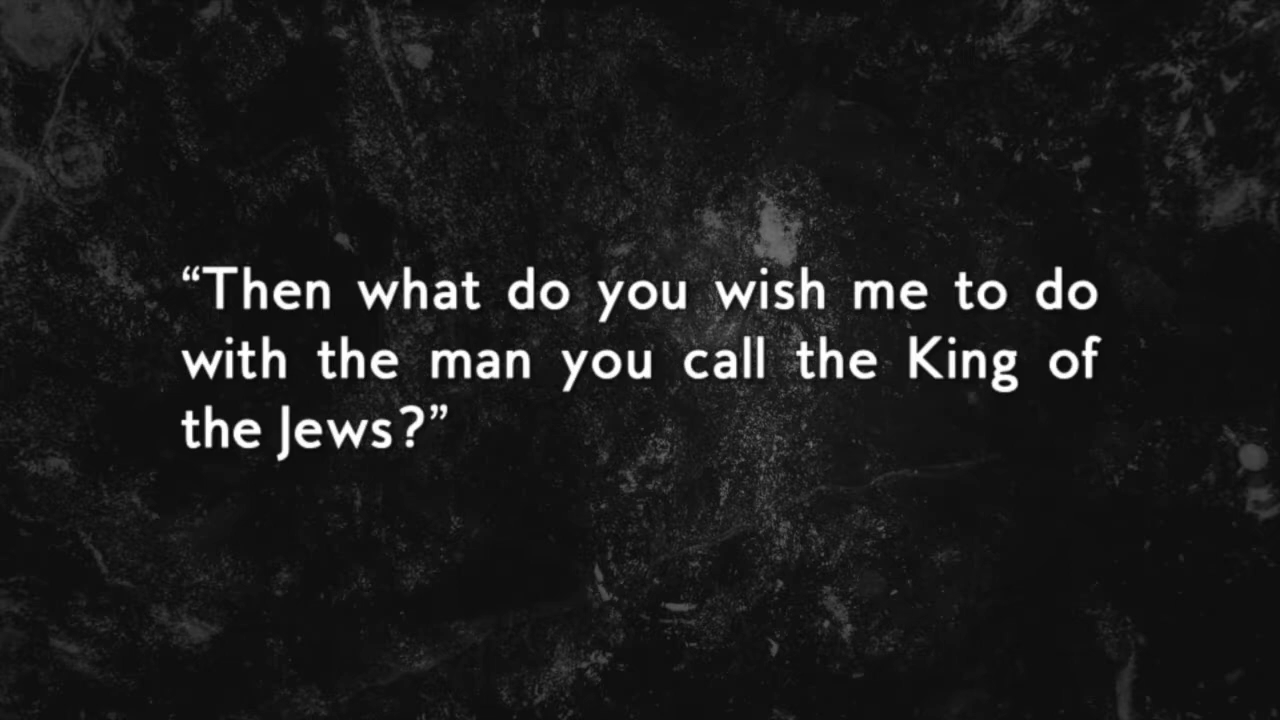 “Then what do you wish me to do
with the man you call the King of
the Jews?”